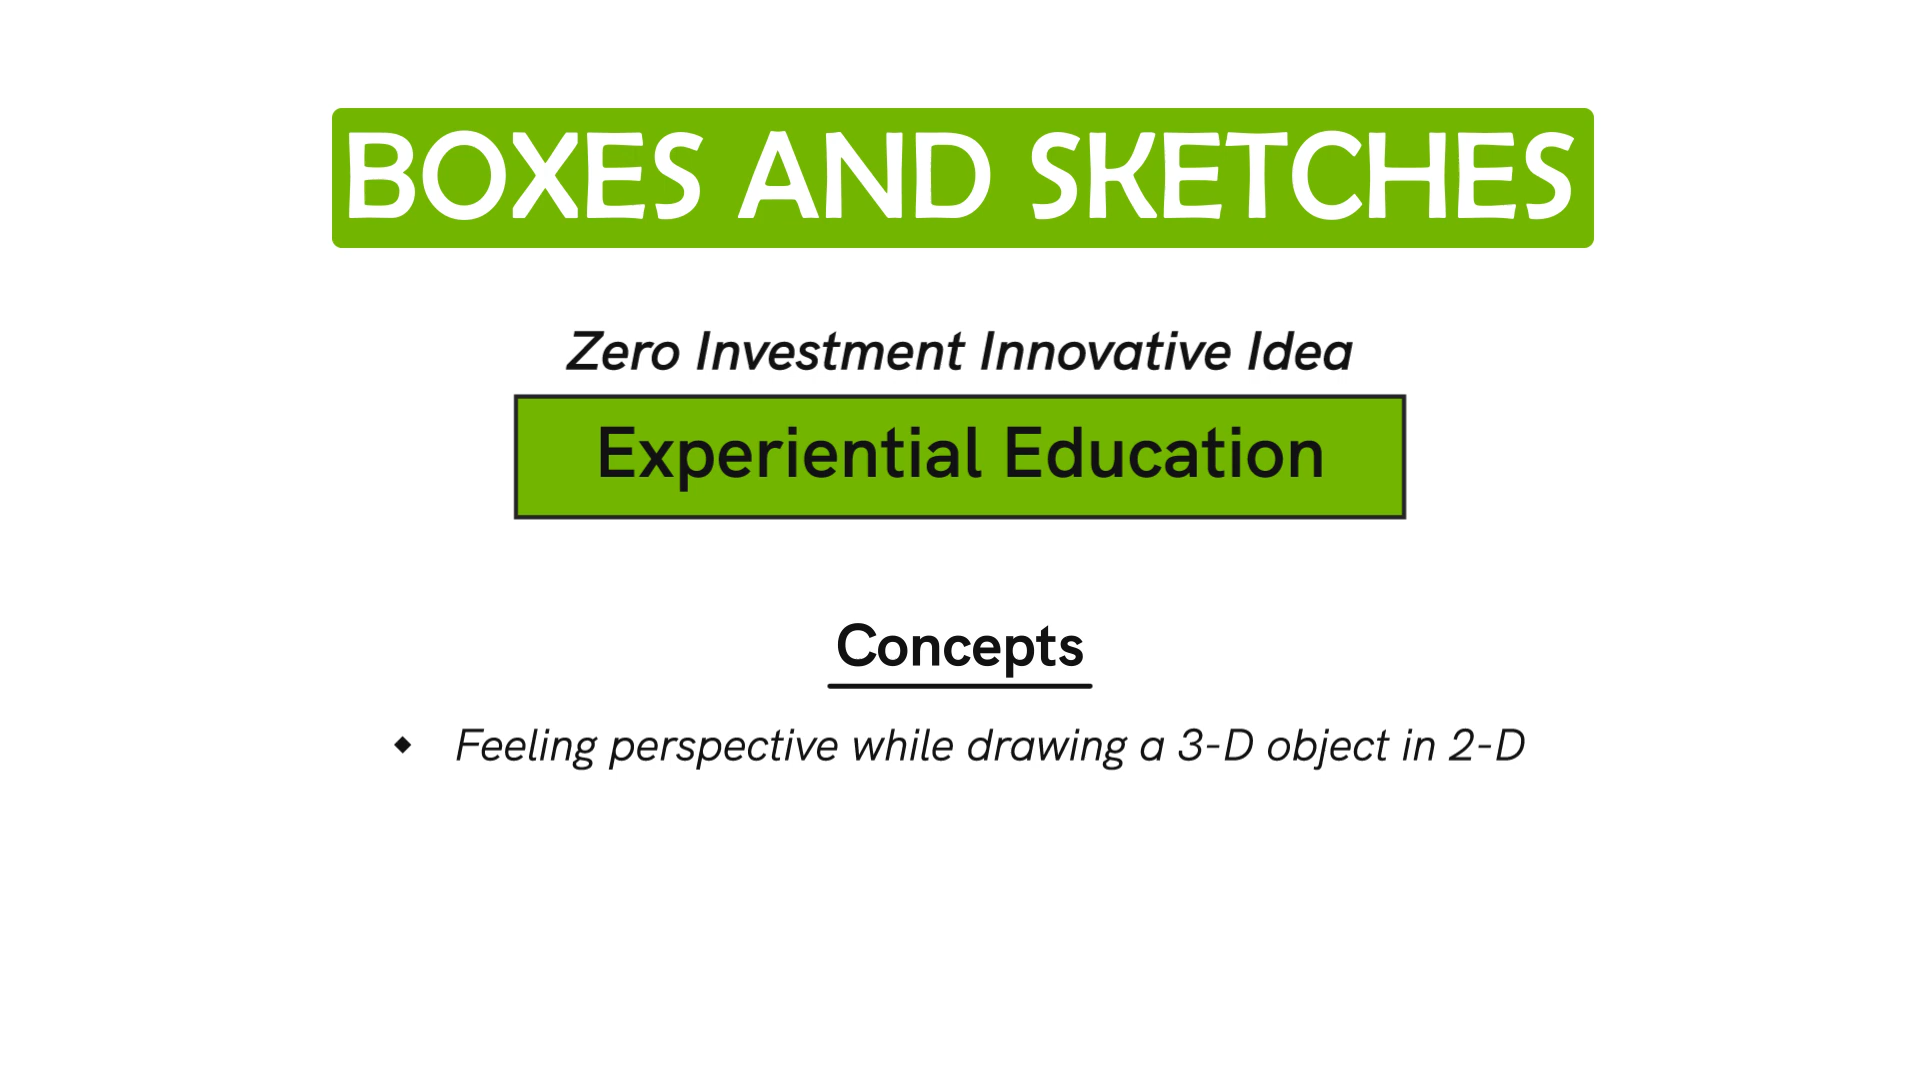 BOXES AND SKETCHES
Zero Investment Innovative Idea
Experiential Education
Concepts
◆ Feeling perspective while drawing a 3-D object in 2-D